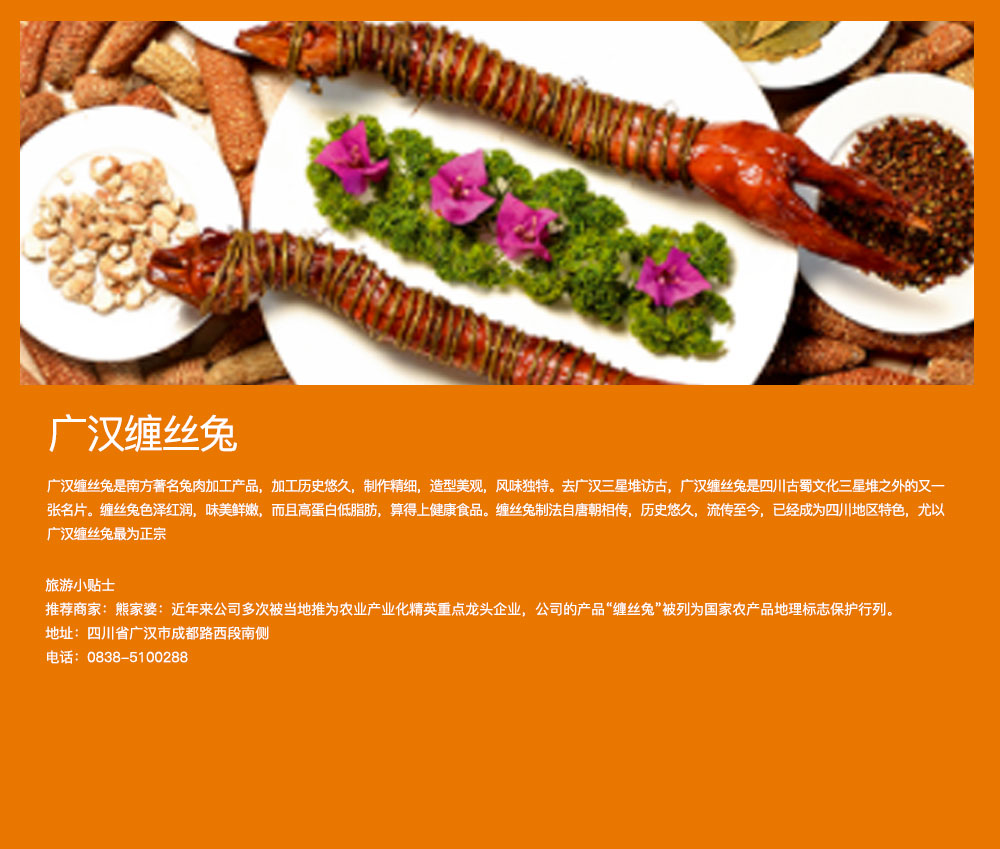 广汉缠丝兔
广汉缠丝兔是南方著名兔肉加工产品，加工历史悠久，制作精细，造型美观，风味独特。去广汉三星堆访古，广汉缠丝兔是四川古蜀文化三星堆之外的又一
张名片。缠丝兔色泽红润，味美鲜嫩，而且高蛋白低脂肪，算得上健康食品。缠丝兔制法自唐朝相传，历史悠久，流传至今，已经成为四川地区特色，尤以
广汉缠丝兔最为正宗
旅游小贴士
推荐商家：熊家婆：近年来公司多次被当地推为农业产业化精英重点龙头企业，公司的产品“缠丝兔”被列为国家农产品地理标志保护行列。
地址：四川省广汉市成都路西段南侧
电话：0838-5100288